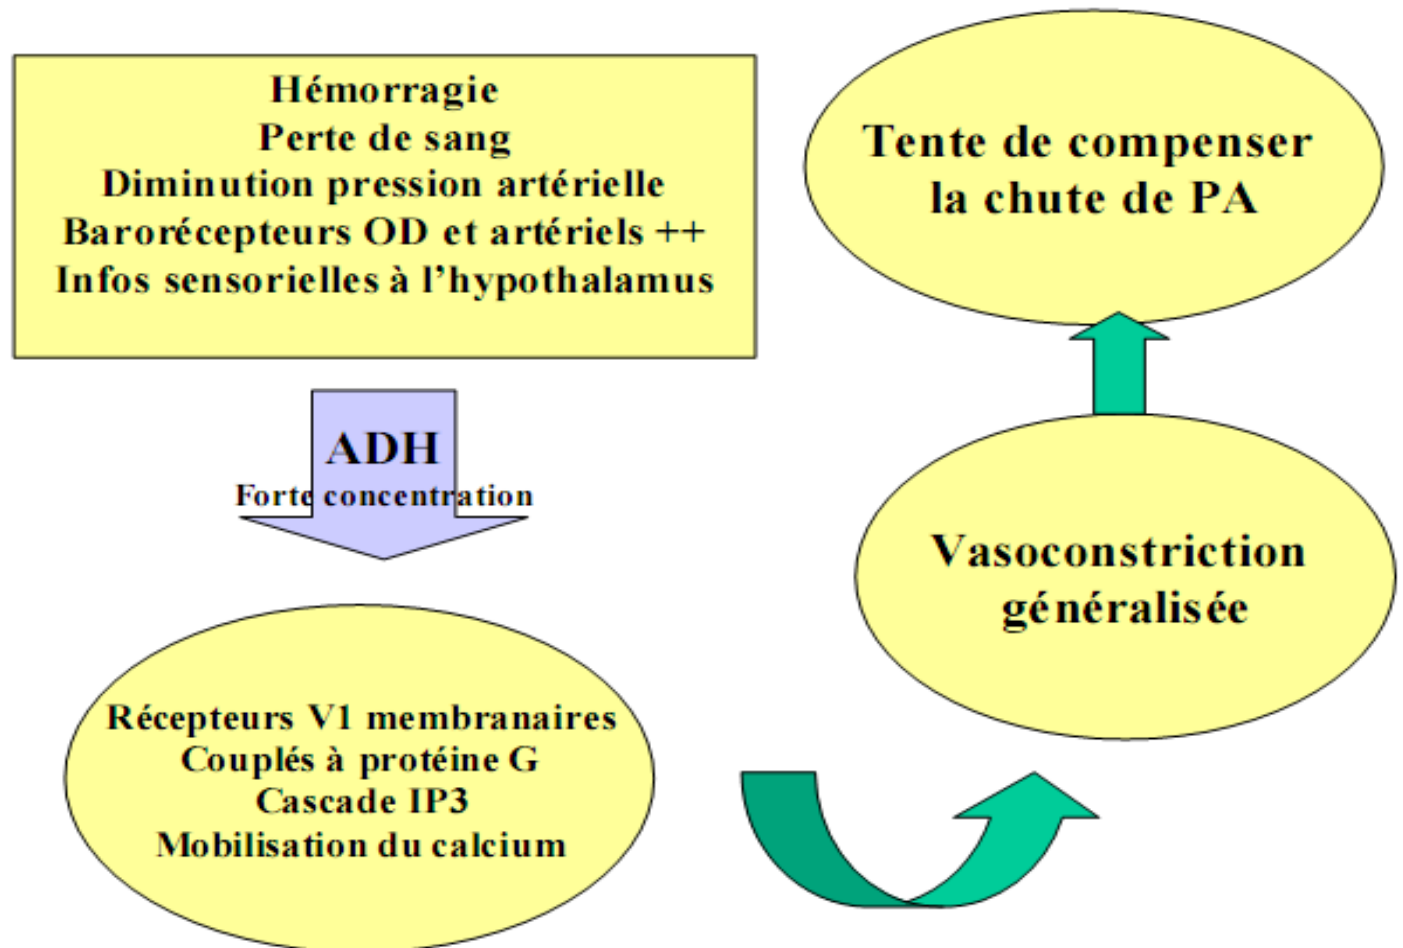 Hémorragie
Perte de sang
Diminution pression artérielle
Barorécepteurs OD et artériels ++
Infos sensorielles à l'hypothalamus
ADH
Forte concentration
Récepteurs V1 membranaires
Couplés à protéine G
Cascade IP3
Mobilisation du calcium
Vasoconstriction
généralisée
Tente de compenser
la chute de PA